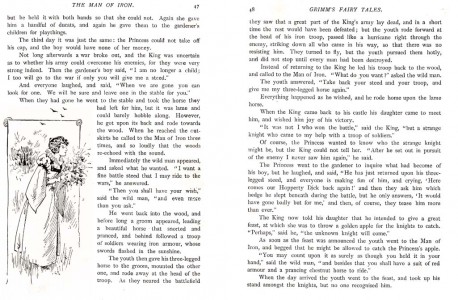 THE MAN OF IRON. 47
but he held it with both hands so that she could not. Again she gave
him a handful of ducats, and again he gave them to the gardener's
children for playthings.
The third day it was just the same: the Princess could not take off
his cap, and the boy would have none of her money.
Not long afterwards a war broke out, and the King was uncertain
as to whether his army could overcome his enemies, for they were very
strong indeed. Then the gardener's boy said, "I am no longer a child;
I too will go to the war if only you will give me a steed."
And everyone laughed, and said, "When we are gone you can
look for one. We will be sure and leave one in the stable for you."
When they had gone he went to the stable and took the horse they
had left for him, but it was lame and
could barely hobble along. However,
he got upon its back and rode towards
the wood. When he reached the out-
skirts he called to the Man of Iron three
times, and so loudly that the woods
re-echoed with the sound.
Immediately the wild man appeared,
and asked what he wanted. "I want a
fine battle steed that I may ride to the
wars," he answered.
"Then you shall have your wish,"
said the wild man, "and even more
than you ask."
He went back into the wood, and
before long a groom appeared, leading
a beautiful horse that snorted and
pranced, and behind followed a troop
of soldiers wearing iron armour, whose
swords flashed in the sunshine.
The youth then gave his three-legged
horse to the groom, mounted the other
one, and rode away at the head of the
troop. As they neared the battlefield
48 GRIMM'S FAIRY TALES.
they saw that a great part of the King's army lay dead, and in a short
time the rest would have been defeated; but the youth rode forward at the
head of his iron troop, passed like a hurricane right through the
enemy, striking down all who came in his way, so that there was no
resisting him. They turned to fly, but the youth pursued them hotly,
and did not stop until every man had been destroyed.
Instead of returning to the King he led his troop back to the wood,
and called to the Man of Iron. "What do you want?" asked the wild man.
The youth answered, "Take back your steed and your troop, and
give me my three-legged horse again."
Everything happened as he wished, and he rode home upon the lame
horse.
When the King came back to his castle his daughter came to meet
him, and wished him joy of his victory.
"It was not I who won the battle," said the King, "but a strange
knight who came to my help with a troop of soldiers."
Of course, the Princess wanted to know who the strange knight
might be, but the King could not tell her. "After he set out in pursuit
of the enemy I never saw him again," he said.
The Princess went to the gardener to inquire what had become of
his boy, but he laughed, and said, "He has just returned upon his three-
legged steed, and everyone is making fun of him, and crying, 'Here
comes our Hoppety Dick back again!' and then they ask him which
hedge he slept beneath during the battle, but he only answers, 'It would
have gone badly but for me,' and then, of course, they tease him more
than ever."
The King now told his daughter that he intended to give a great
feast, at which she was to throw a golden apple for the knights to catch.
"Perhaps," said he, "the unknown knight will come."
As soon as the feast was announced the youth went to the Man of
Iron, and begged that he might be allowed to catch the Princess's apple.
"You may count upon it as surely as though you held it in your
hand," said the wild man, "and besides that you shall have a suit of red
armour and a prancing chestnut horse to ride."
When the day arrived the youth went to the feast, and took up his
stand amongst the knights, but no one recognised him.